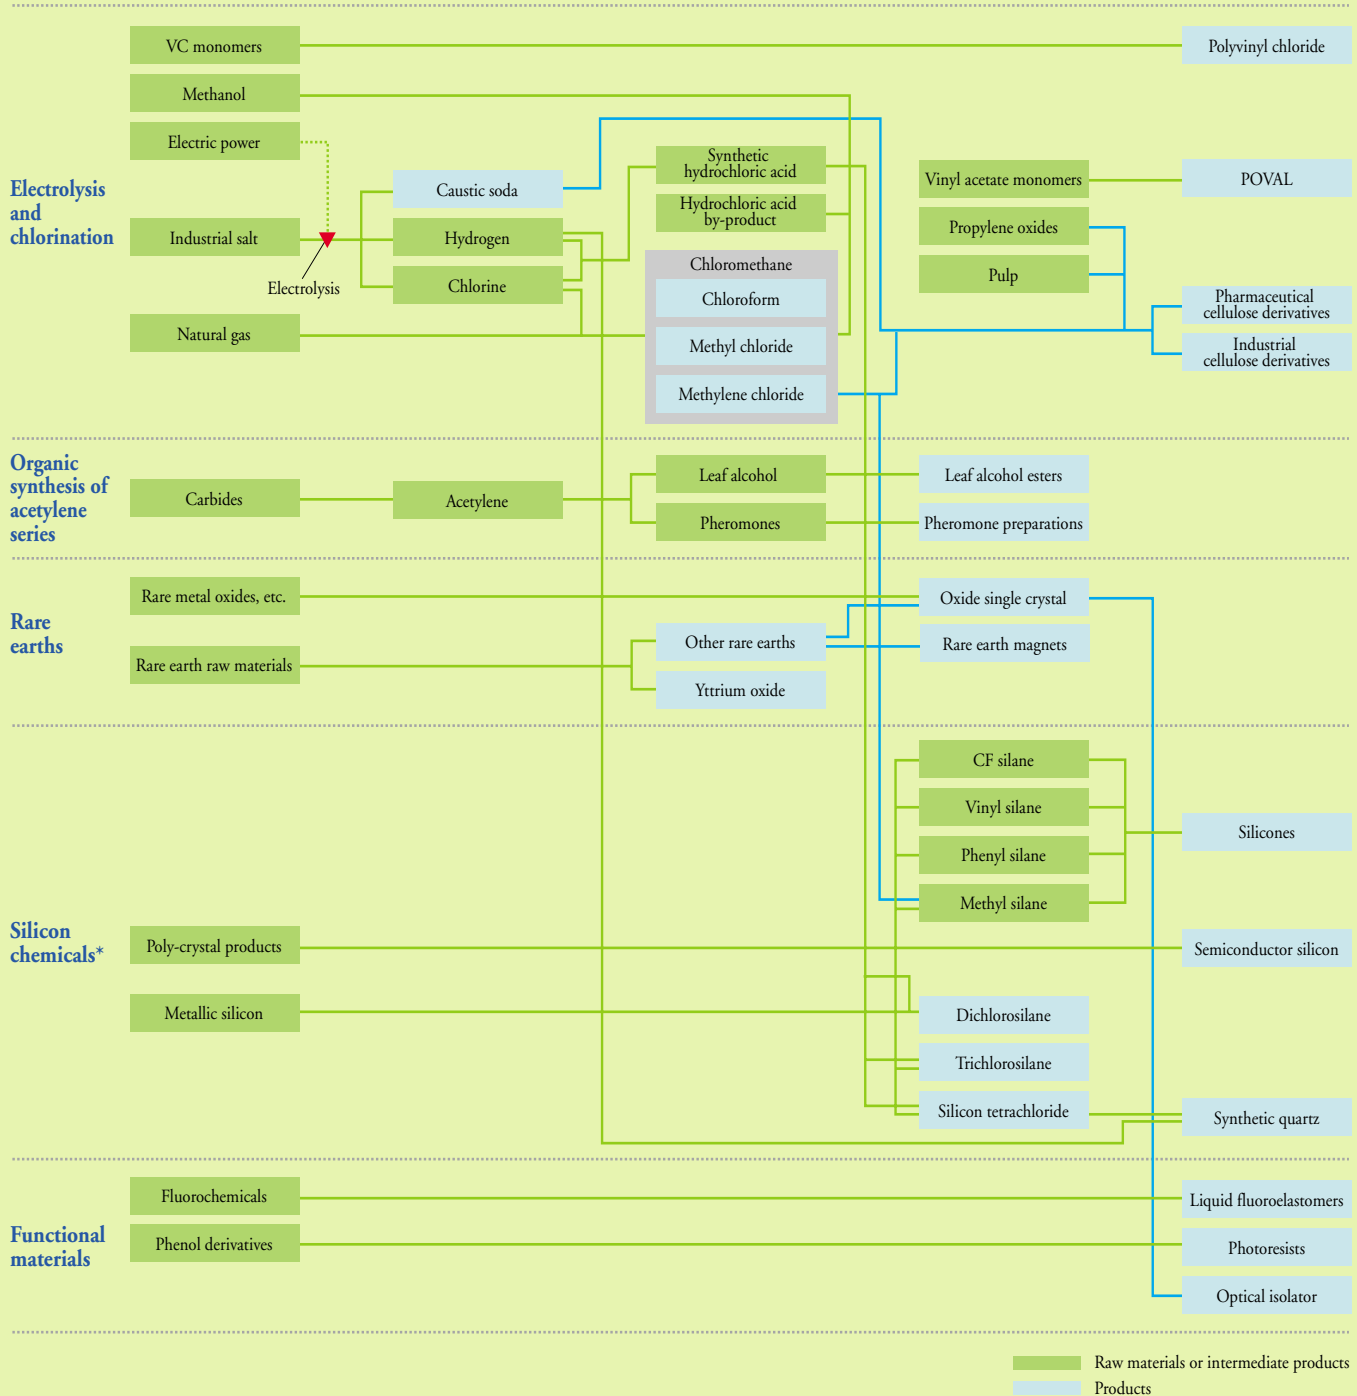 VC monomers
Polyvinyl chloride
Methanol
Electric power
Electrolysis
and
chlorination
Synthetic
hydrochloric acid
Vinyl acetate monomers
POVAL
Caustic soda
Hydrochloric acid
by-product
Propylene oxides
Industrial salt
Hydrogen
Chloromethane
Pulp
Electrolysis
Chlorine
Chloroform
Pharmaceutical
cellulose derivatives
Natural gas
Methyl chloride
Industrial
cellulose derivatives
Methylene chloride
Organic
synthesis of
acetylene
series
Carbides
Acetylene
Leaf alcohol
Leaf alcohol esters
Pheromones
Pheromone preparations
Rare
earths
Rare metal oxides, etc.
Oxide single crystal
Other rare earths
Rare earth magnets
Rare earth raw materials
Yttrium oxide
CF silane
Vinyl silane
Silicones
Phenyl silane
Methyl silane
Silicon
chemicals*
Poly-crystal products
Semiconductor silicon
Metallic silicon
Dichlorosilane
Trichlorosilane
Silicon tetrachloride
Synthetic quartz
Functional
materials
Fluorochemicals
Liquid fluoroelastomers
Phenol derivatives
Photoresists
Optical isolator
Raw materials or intermediate products
Products